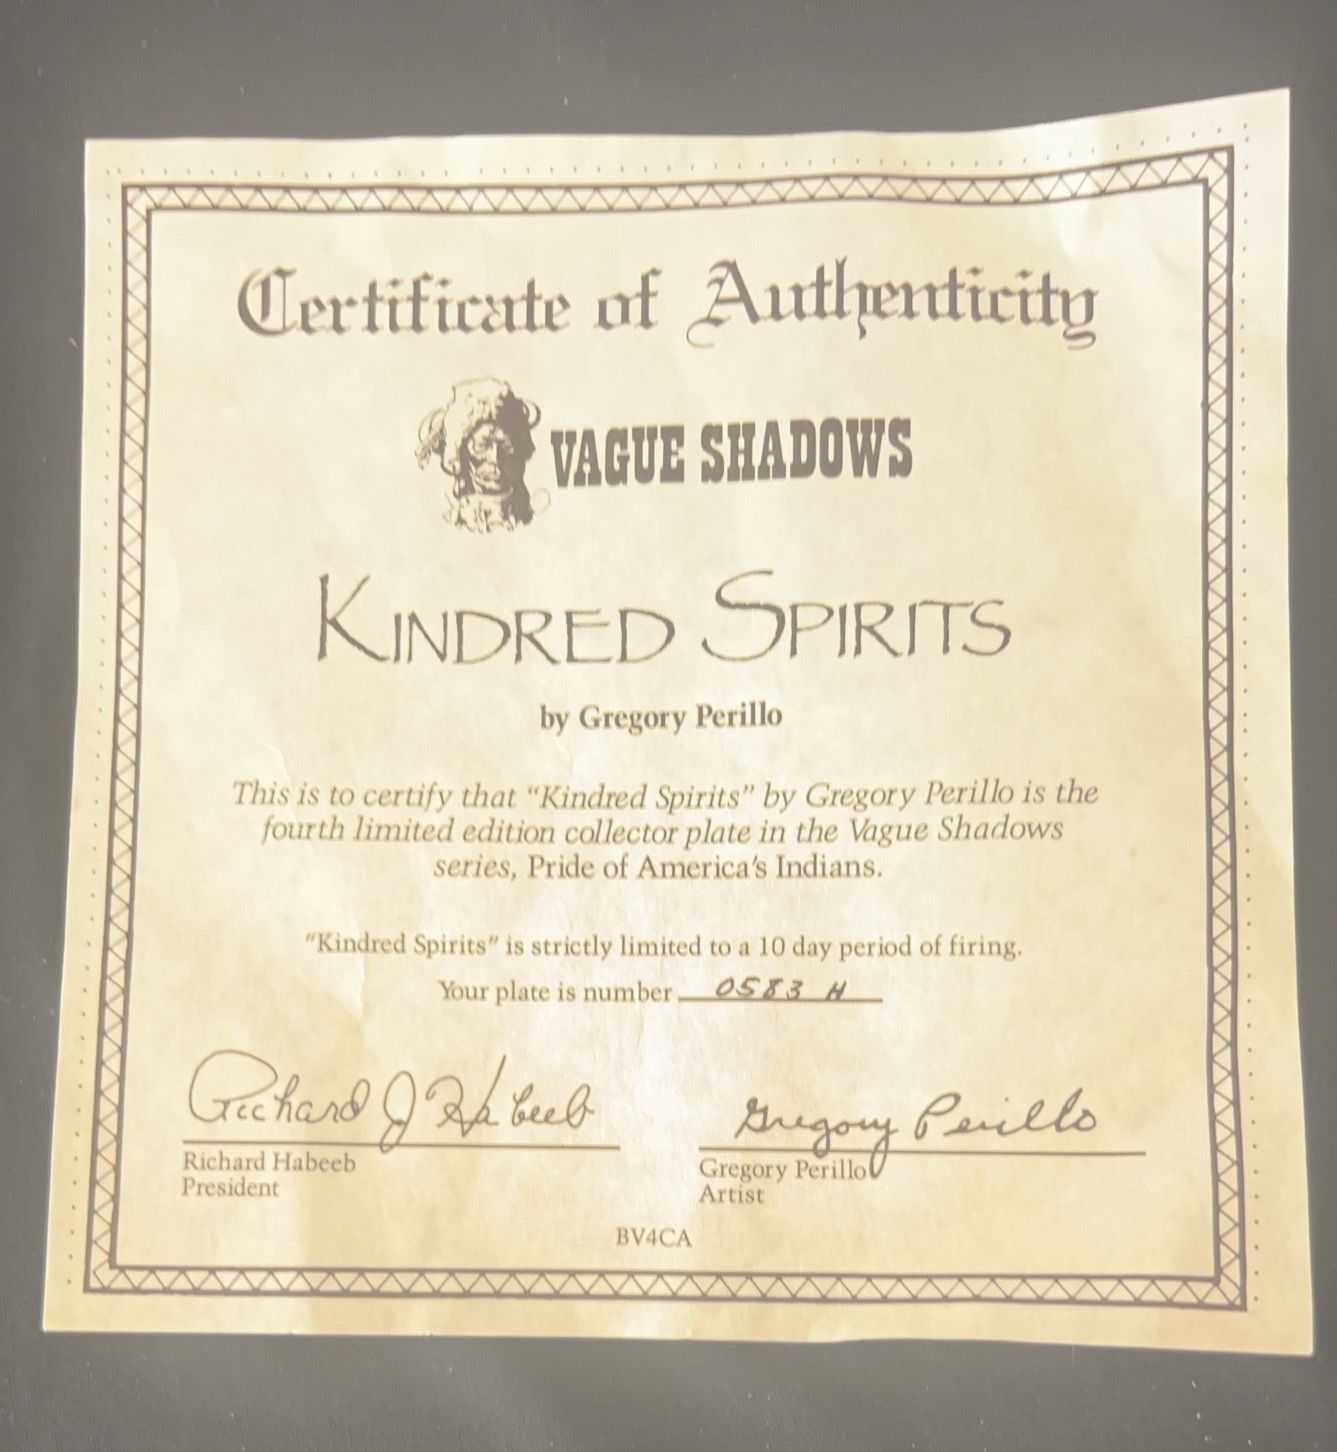 Certificate of Authenticity
VAGUE SHADOWS
KINDRED SPIRITS
by Gregory Perillo
This is to certify that “Kindred Spirits” by Gregory Perillo is the
fourth limited edition collector plate in the Vague Shadows
series, Pride of America's Indians.
“Kindred Spirits” is strictly limited to a 10 day period of firing.
Your plate is number 0583 H
Richard J Habeeb
Richard Habeeb
President
Gregory Perillo
Gregory Perillo
Artist
BV4CA